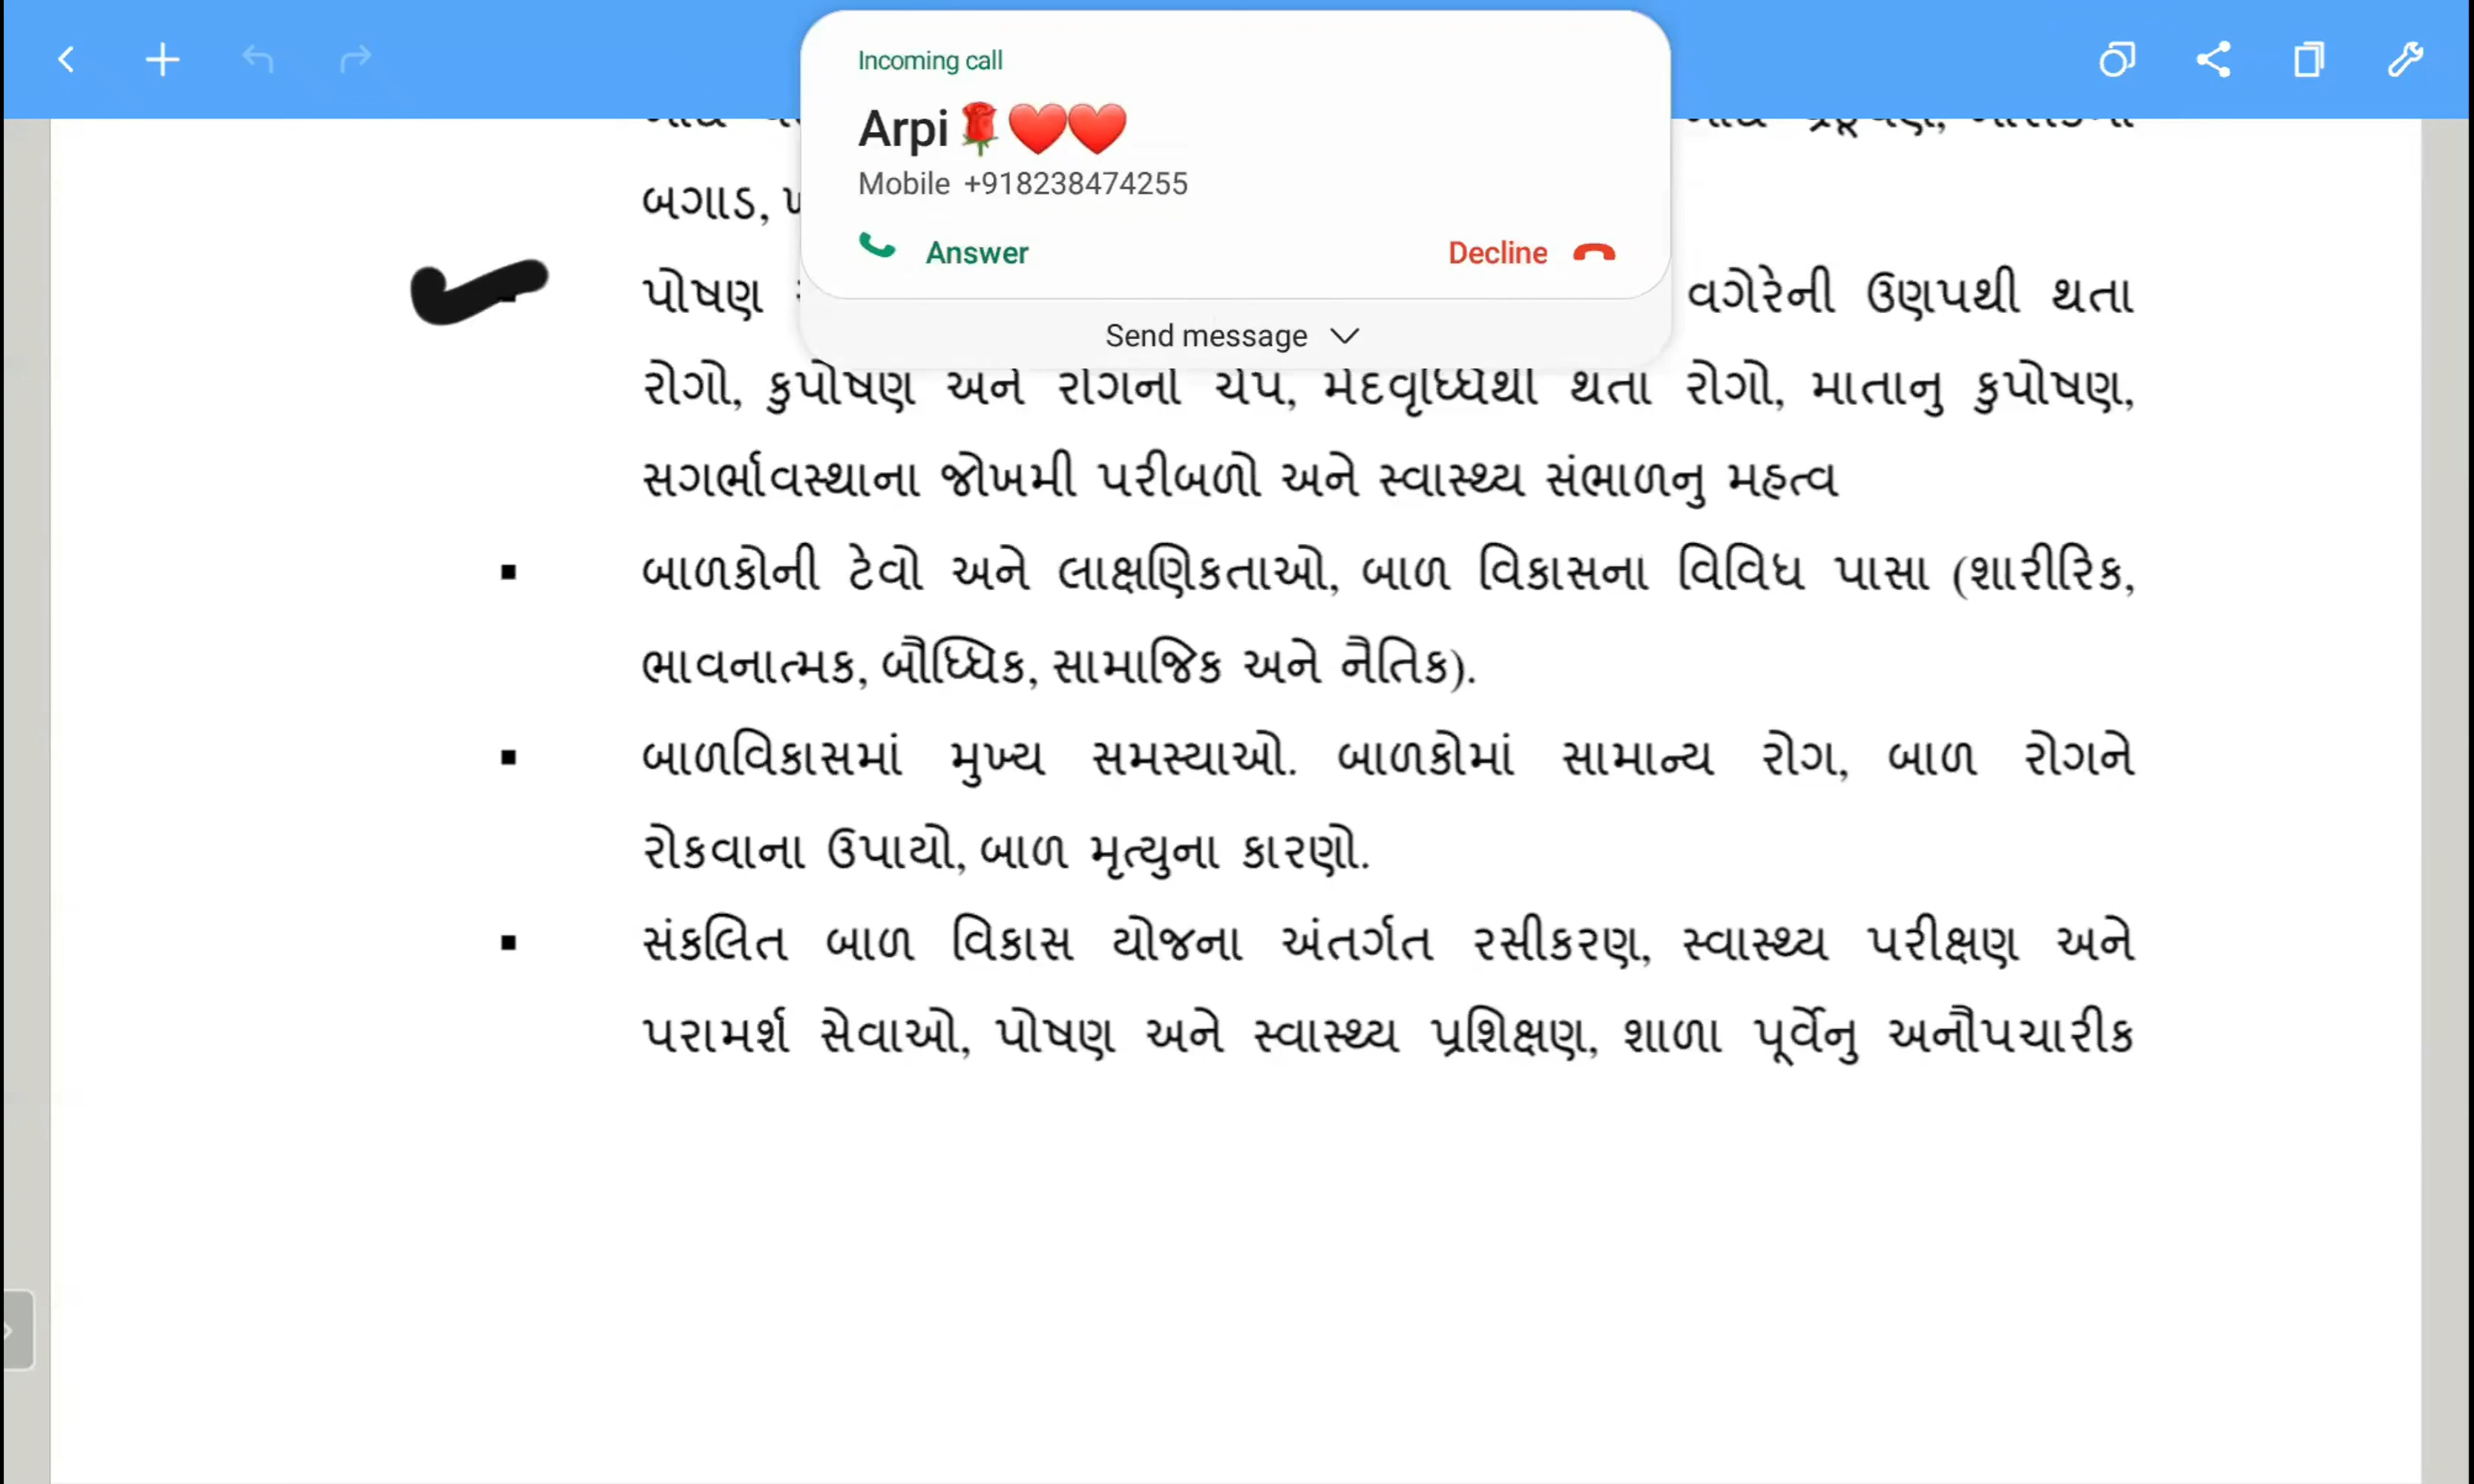 Incoming call
Arpi🌹❤️❤️
Mobile +918238474255
Answer
Decline
Send message
બગાડ,
પોષણ વગેરેની ઉણપથી થતા
રોગો, કુપોષણ અને રોગનો ચેપ, મેદવૃધ્ધિથી થતા રોગો, માતાનુ કુપોષણ,
સગર્ભાવસ્થાના જોખમી પરીબળો અને સ્વાસ્થ્ય સંભાળનુ મહત્વ
▪ બાળકોની ટેવો અને લાક્ષણિકતાઓ, બાળ વિકાસના વિવિધ પાસા (શારીરિક,
ભાવનાત્મક, બૌધ્ધિક, સામાજિક અને નૈતિક).
▪ બાળવિકાસમાં મુખ્ય સમસ્યાઓ. બાળકોમાં સામાન્ય રોગ, બાળ રોગને
રોકવાના ઉપાયો, બાળ મૃત્યુના કારણો.
▪ સંકલિત બાળ વિકાસ યોજના અંતર્ગત રસીકરણ, સ્વાસ્થ્ય પરીક્ષણ અને
પરામર્શ સેવાઓ, પોષણ અને સ્વાસ્થ્ય પ્રશિક્ષણ, શાળા પૂર્વેનુ અનૌપચારીક